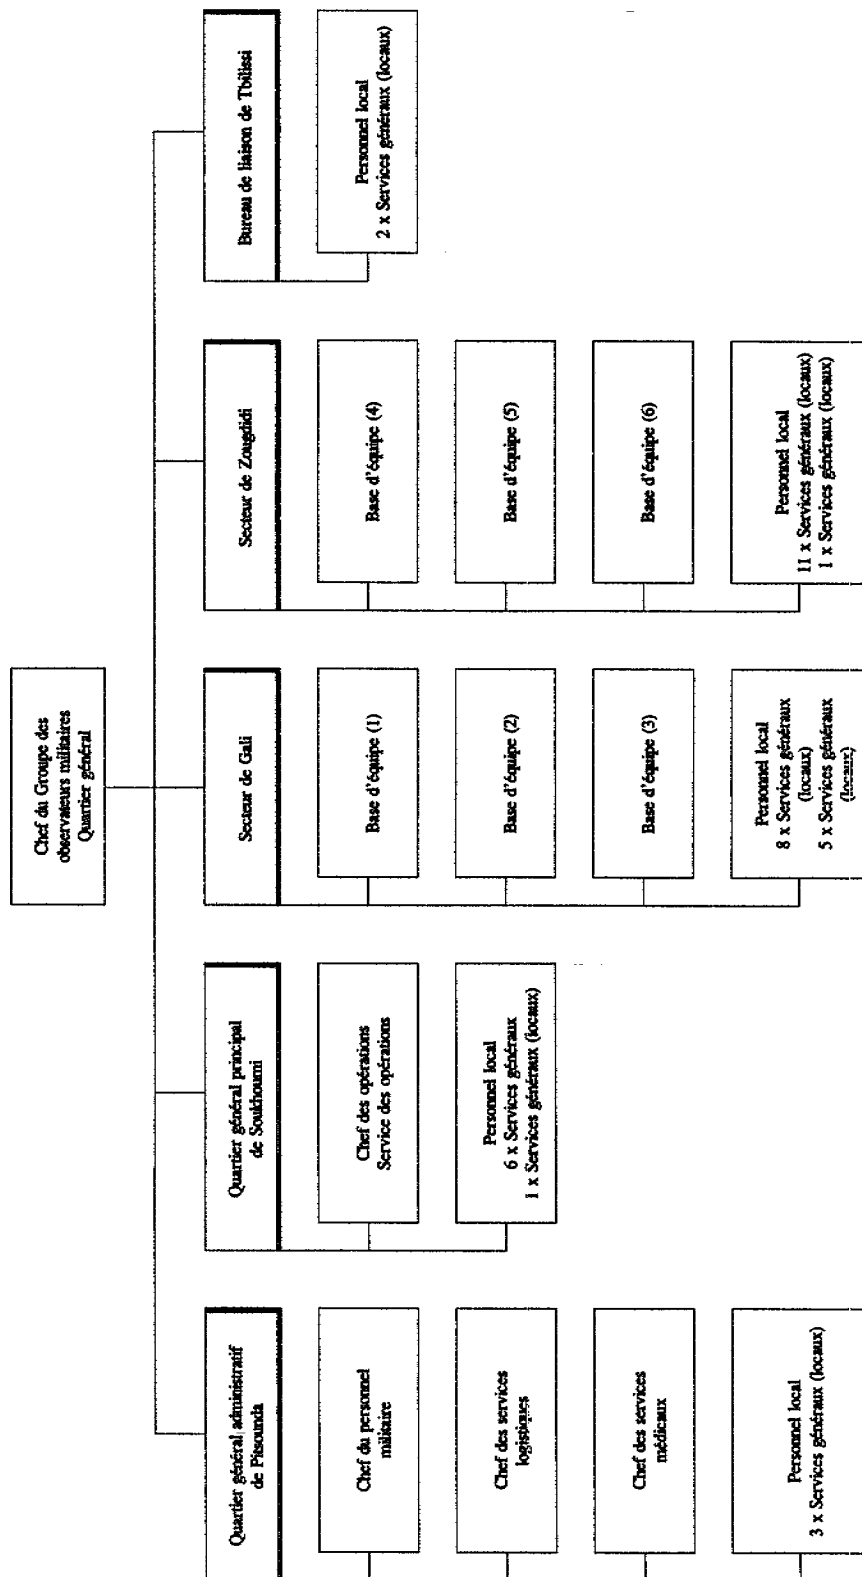 Chef du Groupe des
observateurs militaires
Quartier général
Quartier général administratif
de Pitsounda
Chef du personnel
militaire
Chef des services
logistiques
Chef des services
médicaux
Personnel local
3 x Services généraux (locaux)
Quartier général principal
de Soukhoumi
Chef des opérations
Service des opérations
Personnel local
6 x Services généraux
1 x Services généraux (locaux)
Secteur de Gali
Base d'équipe (1)
Base d'équipe (2)
Base d'équipe (3)
Personnel local
8 x Services généraux
(locaux)
5 x Services généraux
(locaux)
Secteur de Zougdidi
Base d'équipe (4)
Base d'équipe (5)
Base d'équipe (6)
Personnel local
11 x Services généraux (locaux)
1 x Services généraux (locaux)
Bureau de liaison de Tbilissi
Personnel local
2 x Services généraux (locaux)